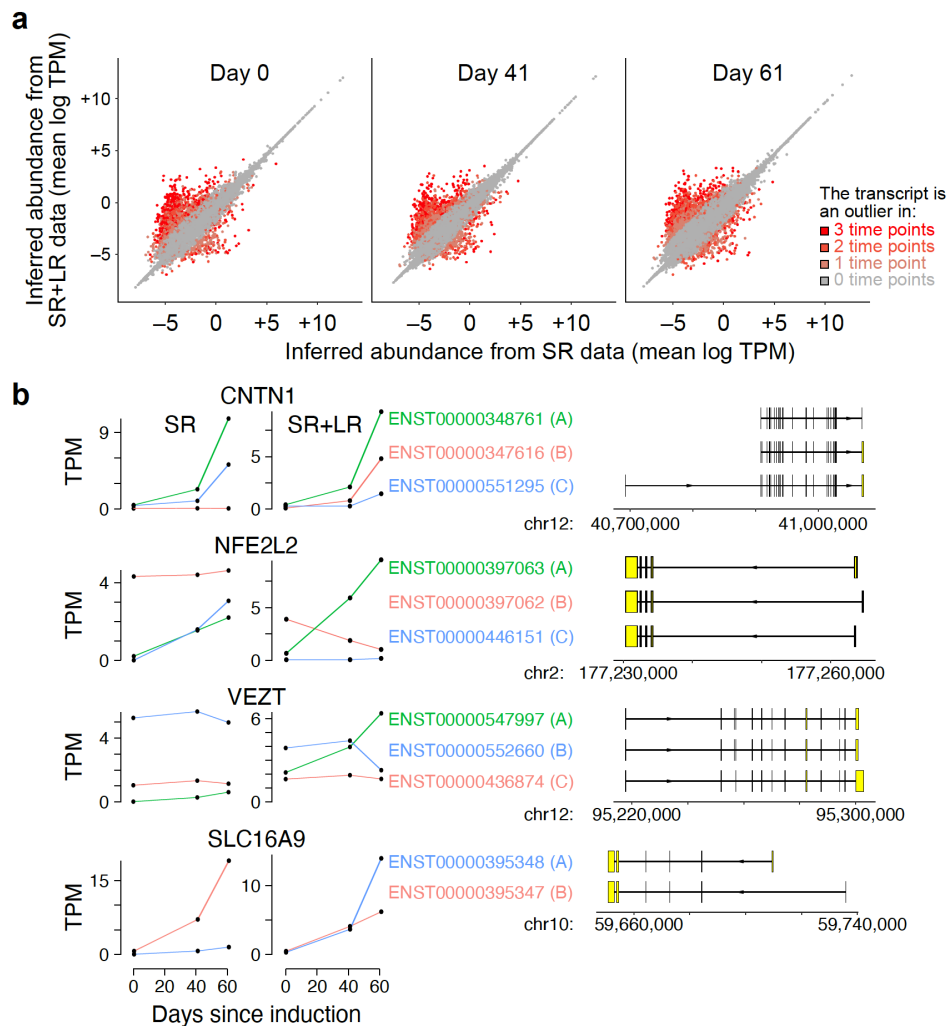 a
Day 0
Day 41
Day 61
Inferred abundance from
SR+LR data (mean log TPM)
+10
+5
0
−5
The transcript is
an outlier in:
3 time points
2 time points
1 time point
0 time points
−5 0 +5 +10
−5 0 +5 +10
−5 0 +5 +10
Inferred abundance from SR data (mean log TPM)
b
CNTN1
SR
SR+LR
TPM
9
0
5
0
ENST00000348761 (A)
ENST00000347616 (B)
ENST00000551295 (C)
chr12:
40,700,000
41,000,000
NFE2L2
TPM
4
0
5
0
ENST00000397063 (A)
ENST00000397062 (B)
ENST00000446151 (C)
chr2:
177,230,000
177,260,000
VEZT
TPM
4
0
6
0
ENST00000547997 (A)
ENST00000552660 (B)
ENST00000436874 (C)
chr12:
95,220,000
95,300,000
SLC16A9
TPM
15
0
10
0
ENST00000395348 (A)
ENST00000395347 (B)
chr10:
59,660,000
59,740,000
0 20 40 60
0 20 40 60
Days since induction